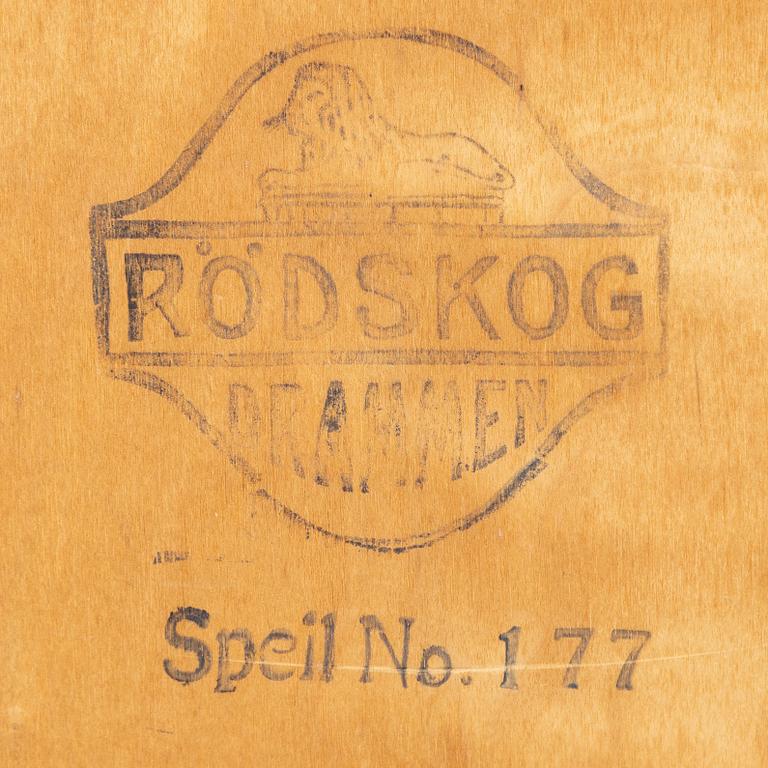 RÖDSKOG
DRAMMEN
Speil No. 177